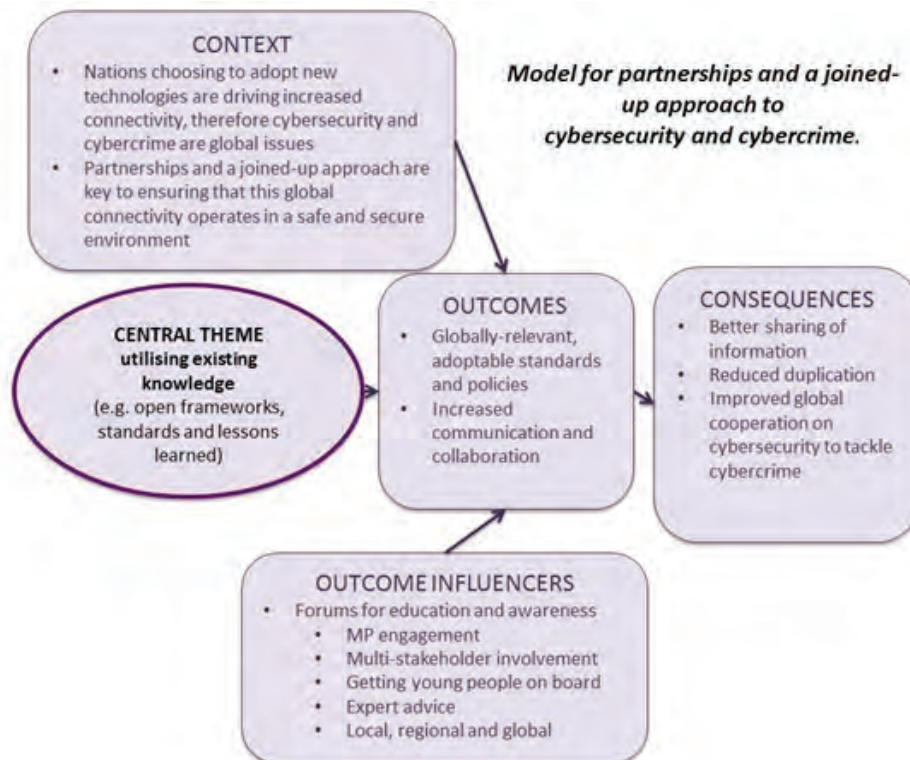 CONTEXT
• Nations choosing to adopt new
technologies are driving increased
connectivity, therefore cybersecurity and
cybercrime are global issues
• Partnerships and a joined-up approach are
key to ensuring that this global
connectivity operates in a safe and secure
environment
Model for partnerships and a joined-
up approach to
cybersecurity and cybercrime.
CENTRAL THEME
utilising existing
knowledge
(e.g. open frameworks,
standards and lessons
learned)
OUTCOMES
• Globally-relevant,
adoptable standards
and policies
• Increased
communication and
collaboration
CONSEQUENCES
• Better sharing of
information
• Reduced duplication
• Improved global
cooperation on
cybersecurity to tackle
cybercrime
OUTCOME INFLUENCERS
• Forums for education and awareness
• MP engagement
• Multi-stakeholder involvement
• Getting young people on board
• Expert advice
• Local, regional and global